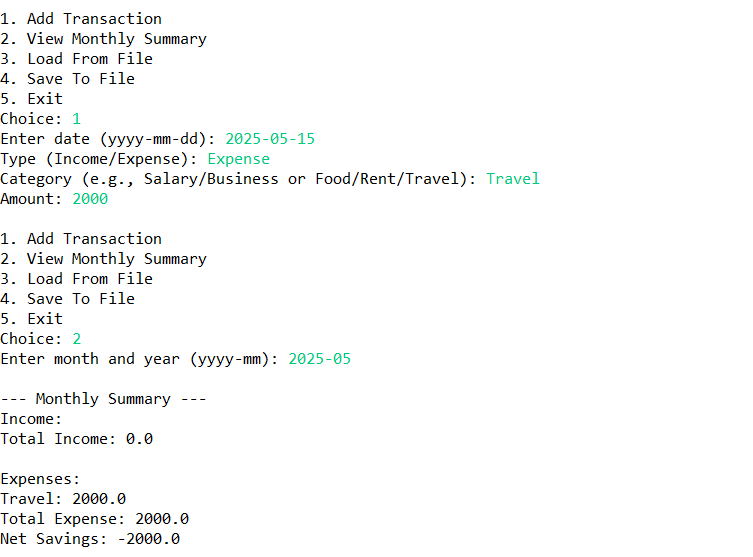 1. Add Transaction
2. View Monthly Summary
3. Load From File
4. Save To File
5. Exit
Choice: 1
Enter date (yyyy-mm-dd): 2025-05-15
Type (Income/Expense): Expense
Category (e.g., Salary/Business or Food/Rent/Travel): Travel
Amount: 2000
1. Add Transaction
2. View Monthly Summary
3. Load From File
4. Save To File
5. Exit
Choice: 2
Enter month and year (yyyy-mm): 2025-05
--- Monthly Summary ---
Income:
Total Income: 0.0
Expenses:
Travel: 2000.0
Total Expense: 2000.0
Net Savings: -2000.0